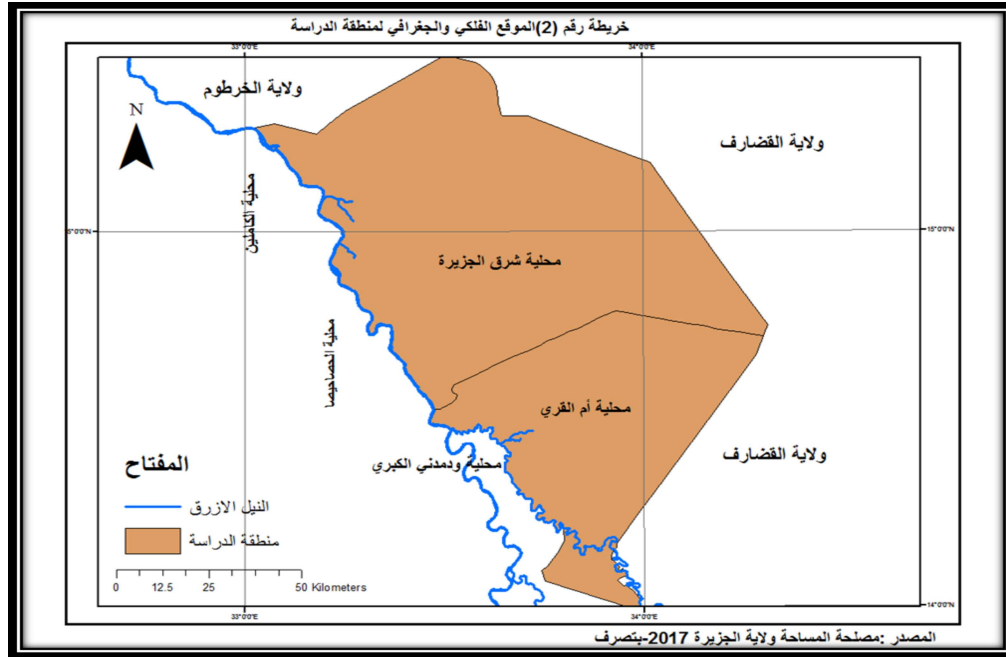 خريطة رقم (2)الموقع الفلكي والجغرافي لمنطقة الدراسة
33°0'0"E
34°0'0"E
ولاية الخرطوم
N
ولاية القضارف
محلية الكاملين
5°0'0"N
15°0'0"N
محلية شرق الجزيرة
محلية الحصاحيصا
محلية أم القري
ولاية القضارف
محلية ودمدني الكبري
المفتاح
النيل الازرق
منطقة الدراسة
0 12.5 25 50 Kilometers
14°0'0"N
33°0'0"E
34°0'0"E
المصدر :مصلحة المساحة ولاية الجزيرة 2017-بتصرف